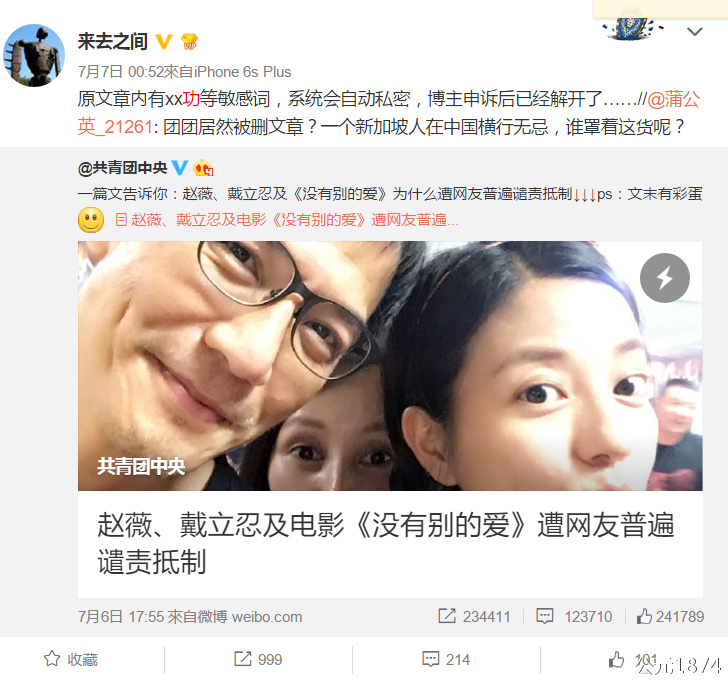 来去之间
7月7日 00:52来自iPhone 6s Plus
原文章内有xx功等敏感词，系统会自动私密，博主申诉后已经解开了……//@蒲公
英_21261: 团团居然被删文章？一个新加坡人在中国横行无忌，谁罩着这货呢？
@共青团中央
一篇文告诉你：赵薇、戴立忍及《没有别的爱》为什么遭网友普遍谴责抵制↓↓↓ps：文末有彩蛋
赵薇、戴立忍及电影《没有别的爱》遭网友普遍...
共青团中央
赵薇、戴立忍及电影《没有别的爱》遭网友普遍
谴责抵制
7月6日 17:55 來自微博 weibo.com
234411 123710 241789
收藏 999 214 101
公元1874